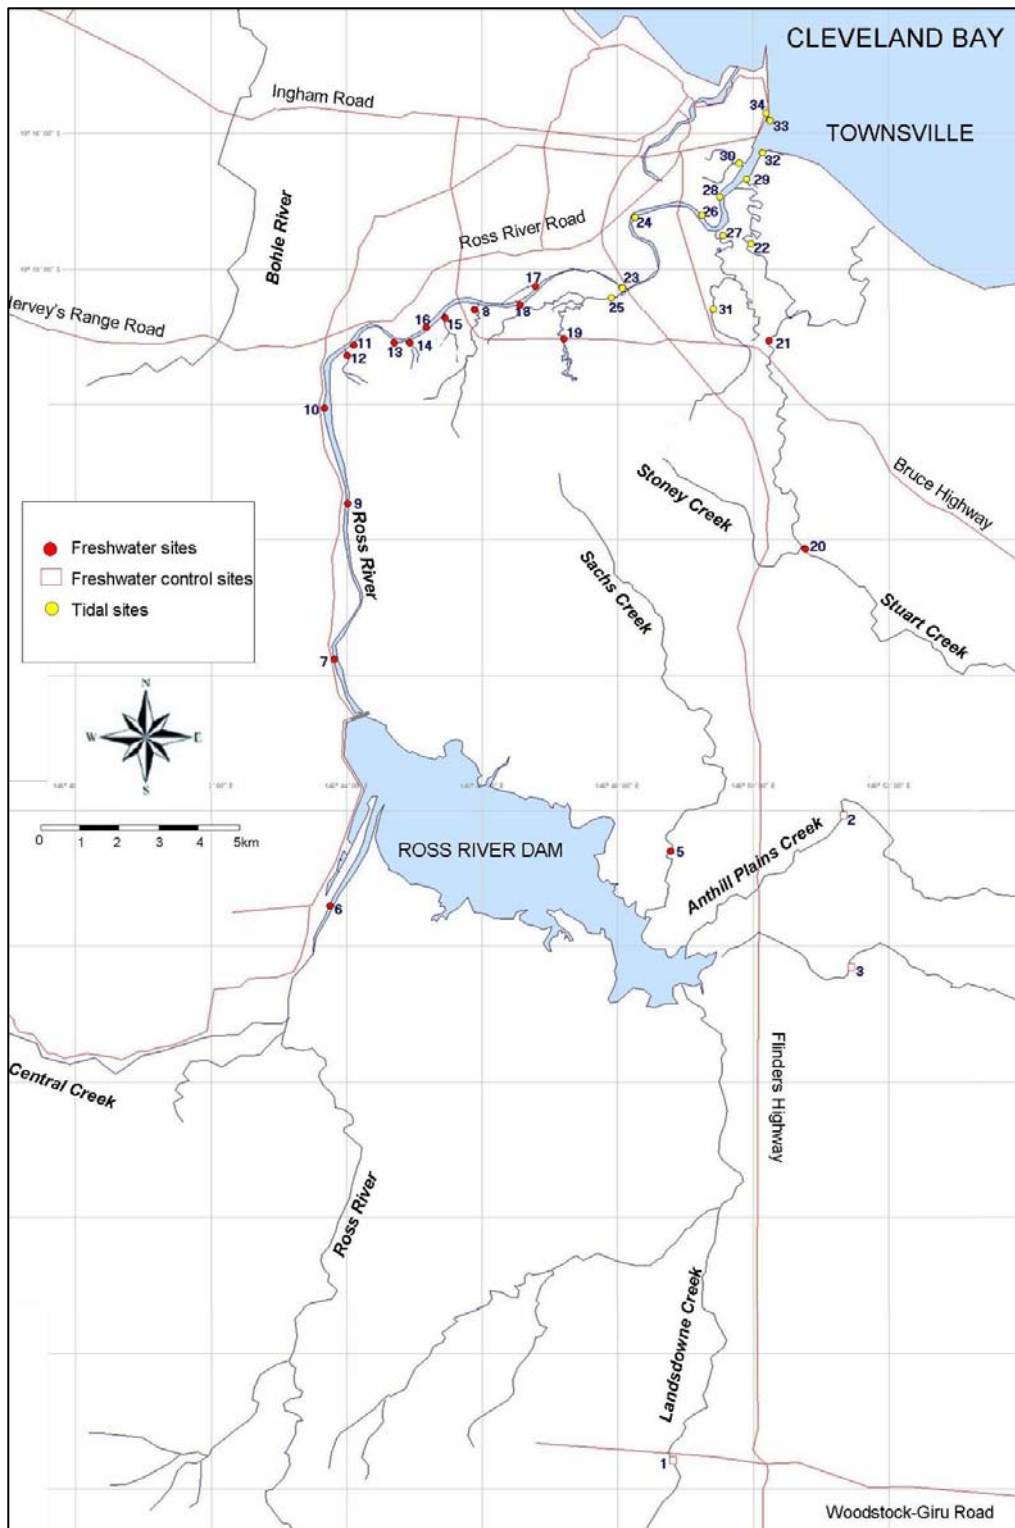 CLEVELAND BAY
Ingham Road
34
33
TOWNSVILLE
30
32
29
28
Bohle River
26
24
Ross River Road
27
22
17
23
Hervey's Range Road
25
18
8
31
16
15
19
21
11
13
14
12
10
Bruce Highway
Stoney Creek
9
Ross River
20
Freshwater sites
Sachs Creek
Freshwater control sites
Stuart Creek
Tidal sites
7
N
W
E
S
2
0 1 2 3 4 5km
ROSS RIVER DAM
5
Anthill Plains Creek
6
3
Flinders Highway
Central Creek
Ross River
Landsdowne Creek
1
Woodstock-Giru Road